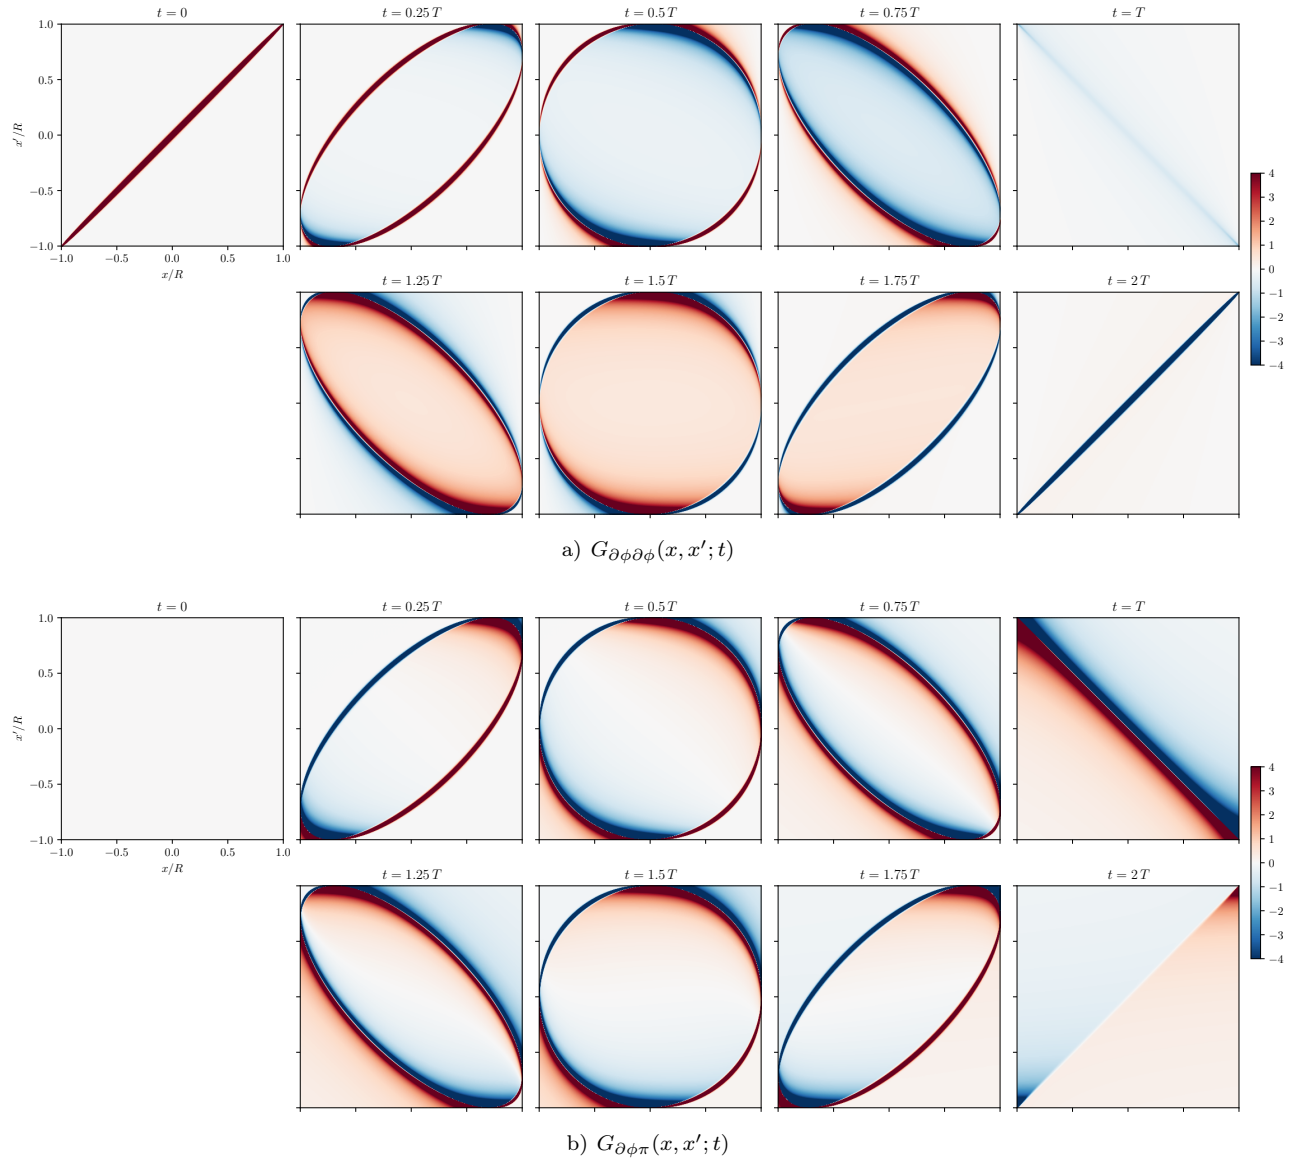 t = 0
t = 0.25 T
t = 0.5 T
t = 0.75 T
t = T
1.0
0.5
0.0
−0.5
−1.0
x′/R
−1.0 −0.5 0.0 0.5 1.0
x/R
4
3
2
1
0
−1
−2
−3
−4
t = 1.25 T
t = 1.5 T
t = 1.75 T
t = 2 T
a) G∂ϕ∂ϕ(x, x′; t)
t = 0
t = 0.25 T
t = 0.5 T
t = 0.75 T
t = T
1.0
0.5
0.0
−0.5
−1.0
x′/R
−1.0 −0.5 0.0 0.5 1.0
x/R
4
3
2
1
0
−1
−2
−3
−4
t = 1.25 T
t = 1.5 T
t = 1.75 T
t = 2 T
b) G∂ϕπ(x, x′; t)